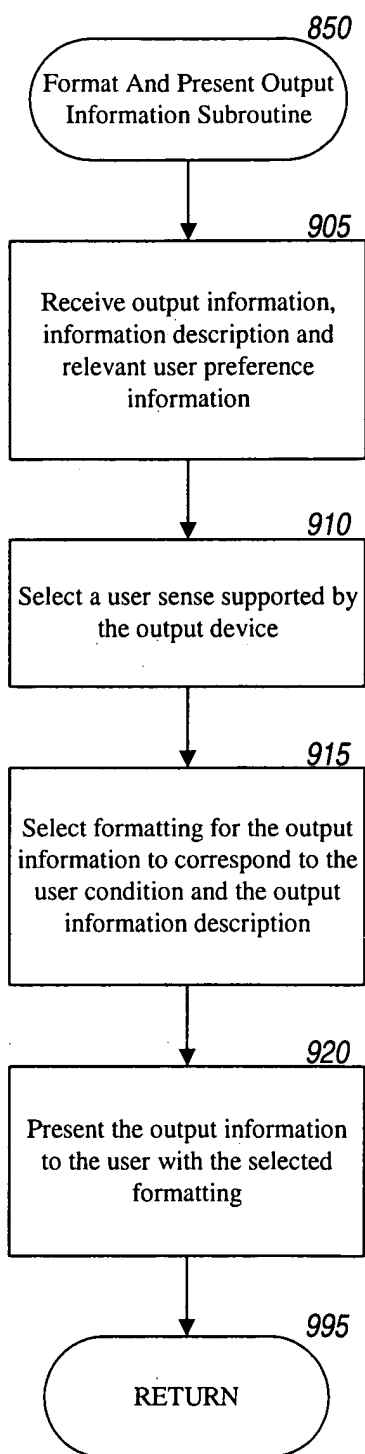 850
Format And Present Output
Information Subroutine
905
Receive output information,
information description and
relevant user preference
information
910
Select a user sense supported by
the output device
915
Select formatting for the output
information to correspond to the
user condition and the output
information description
920
Present the output information
to the user with the selected
formatting
995
RETURN